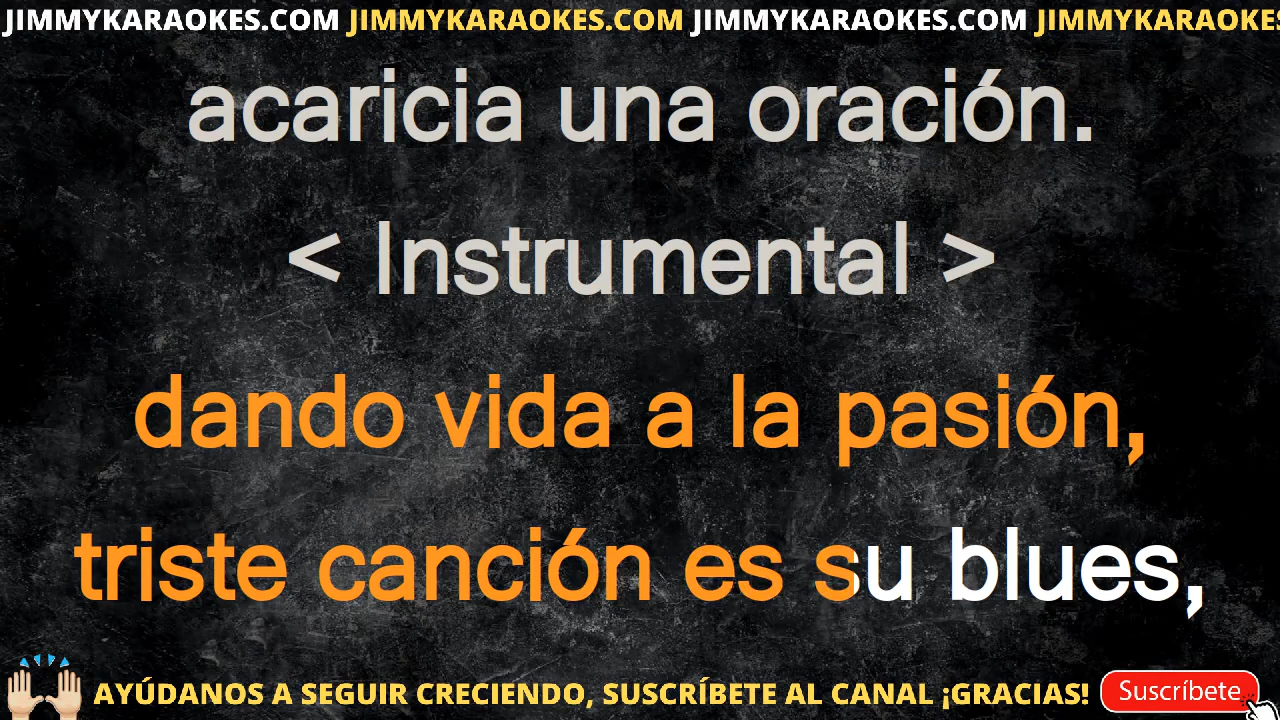 JIMMYKARAOKES.COM JIMMYKARAOKES.COM JIMMYKARAOKES.COM JIMMYKARAOKES
acaricia una oración.
< Instrumental >
dando vida a la pasión,
triste canción es su blues,
AYÚDANOS A SEGUIR CRECIENDO, SUSCRÍBETE AL CANAL ¡GRACIAS! Suscríbete